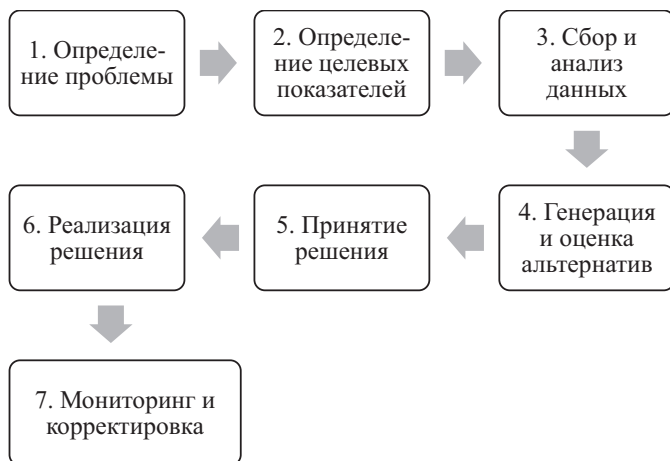 1. Определе-
ние проблемы
2. Определе-
ние целевых
показателей
3. Сбор и
анализ
данных
4. Генерация
и оценка
альтернатив
5. Принятие
решения
6. Реализация
решения
7. Мониторинг и
корректировка